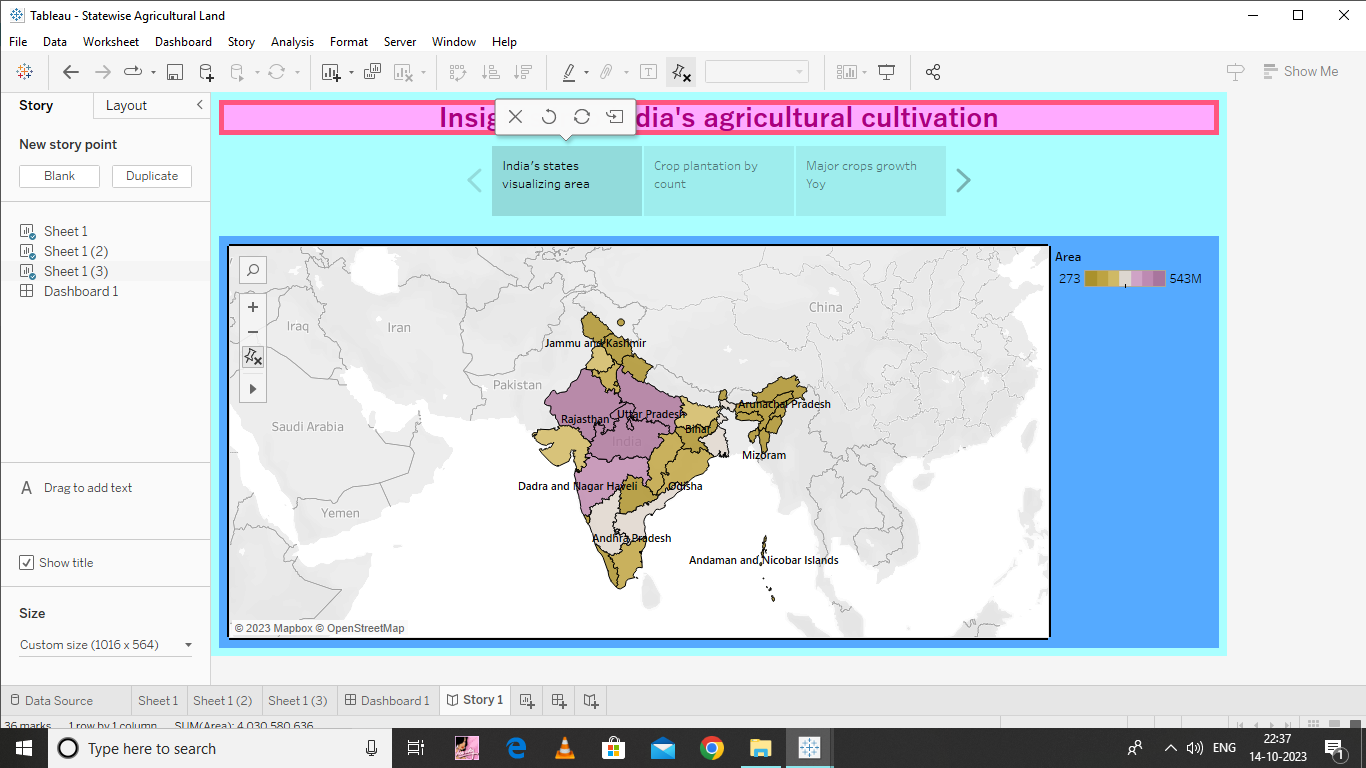 Tableau - Statewise Agricultural Land
File Data Worksheet Dashboard Story Analysis Format Server Window Help
Show Me
Story Layout
New story point
Blank Duplicate
Sheet 1
Sheet 1 (2)
Sheet 1 (3)
Dashboard 1
A Drag to add text
Show title
Size
Custom size (1016 x 564)
Insig dia's agricultural cultivation
India's states
visualizing area
Crop plantation by
count
Major crops growth
Yoy
Area
273 543M
China
Iraq
Iran
Jammu and Kashmir
Pakistan
Arunachal Pradesh
Uttar Pradesh
Rajasthan
Saudi Arabia
Bihar
India
Mizoram
Dadra and Nagar Haveli
Odisha
Yemen
Andhra Pradesh
Andaman and Nicobar Islands
© 2023 Mapbox © OpenStreetMap
Data Source Sheet 1 Sheet 1 (2) Sheet 1 (3) Dashboard 1 Story 1
36 marks 1 row by 1 column SUM(Area): 4,030,580,636
Type here to search
ENG
22:37
14-10-2023
1